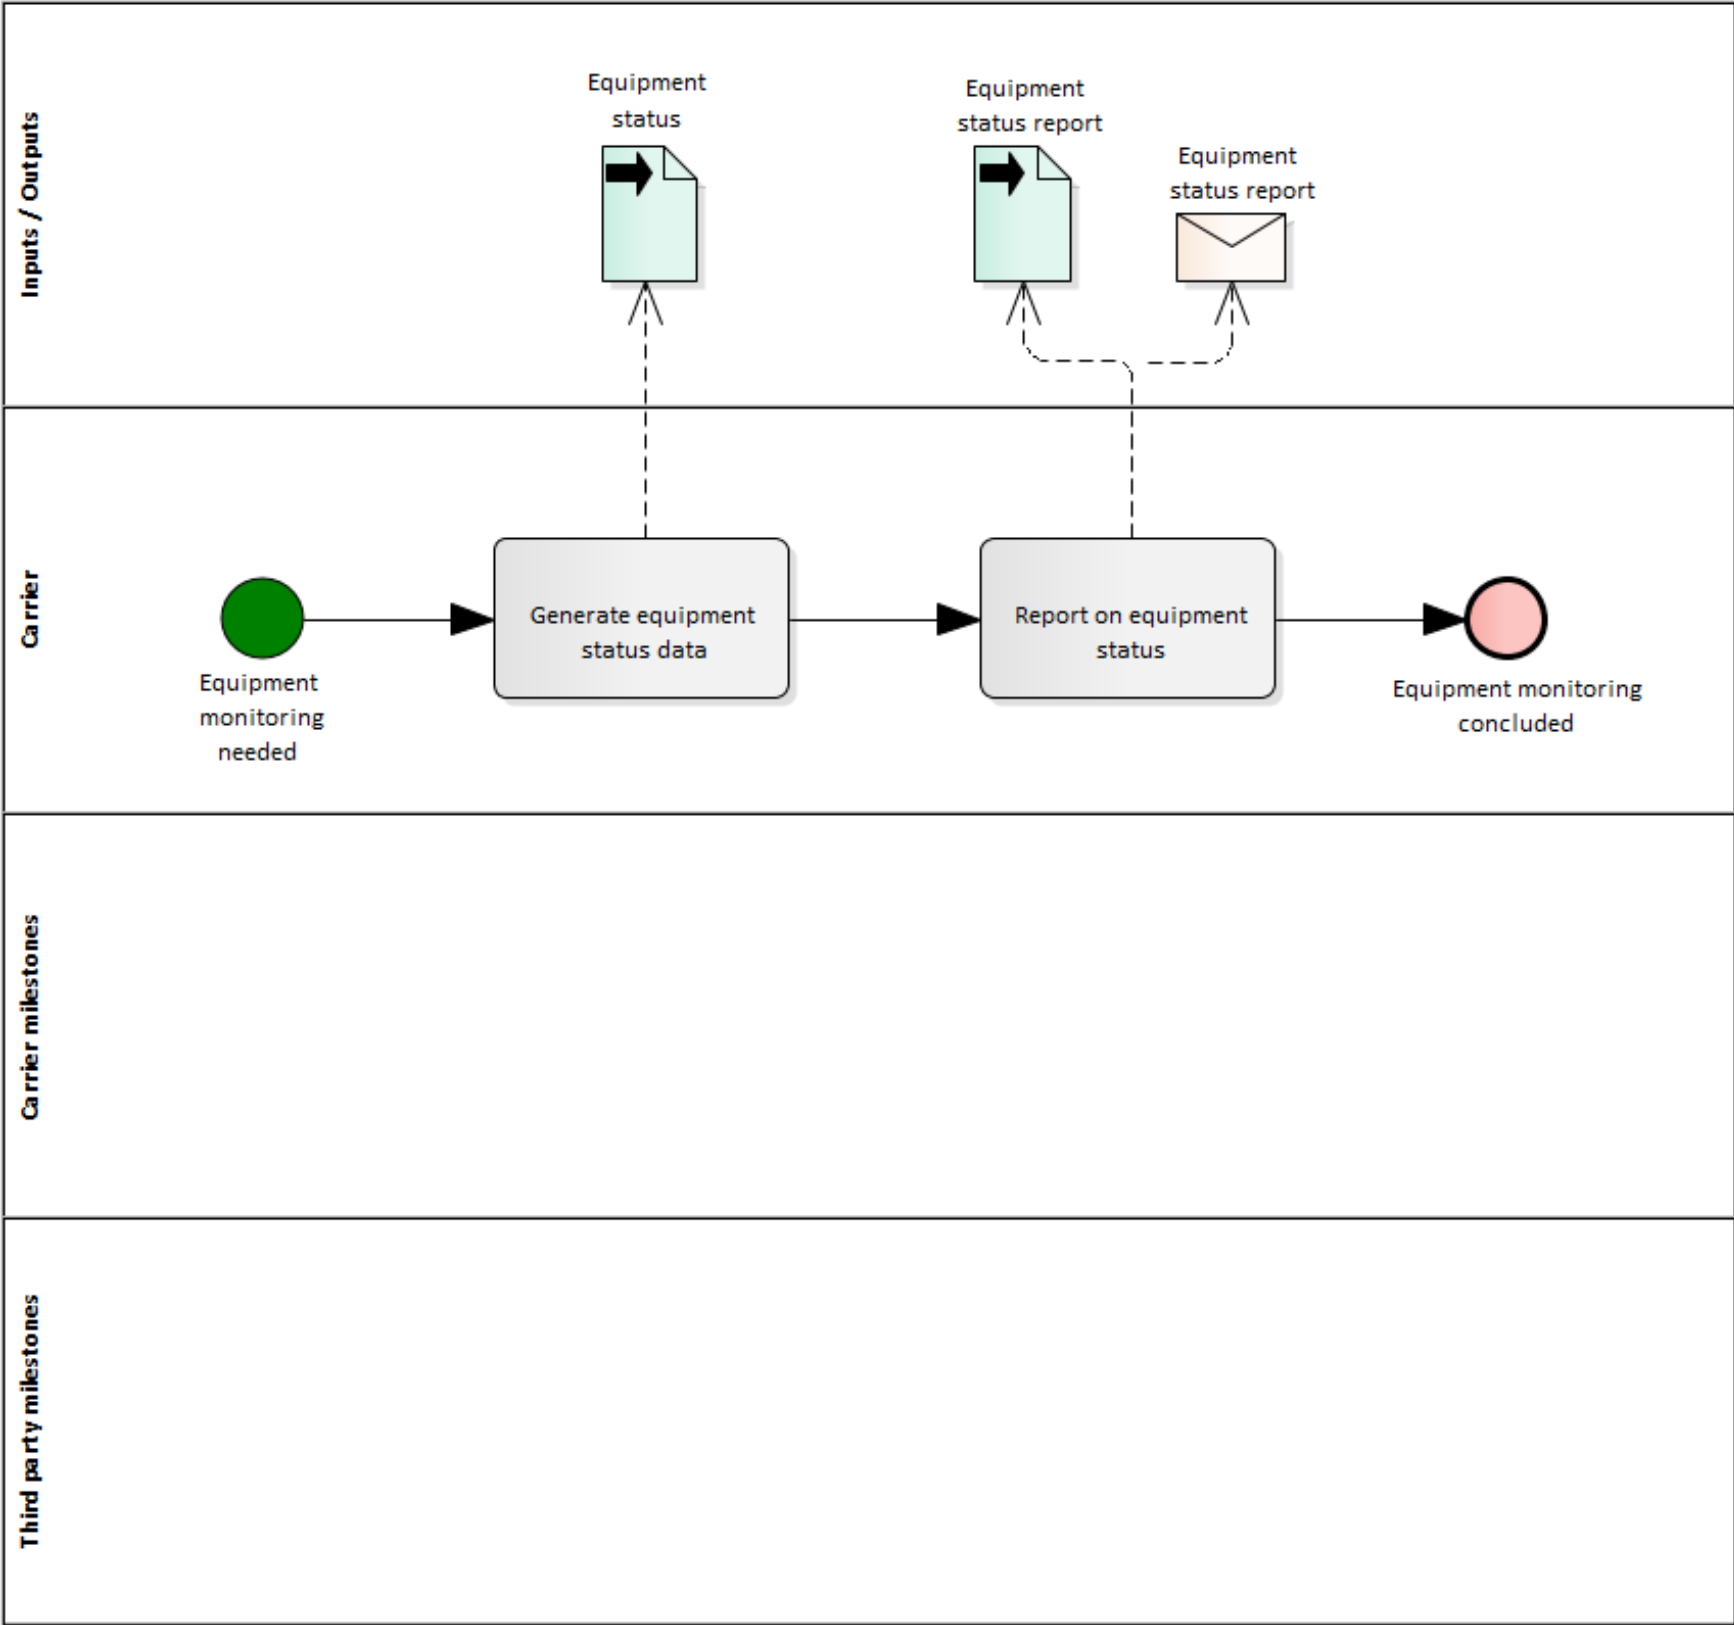 Inputs / Outputs
Equipment
status
Equipment
status report
Equipment
status report
Carrier
Equipment
monitoring
needed
Generate equipment
status data
Report on equipment
status
Equipment monitoring
concluded
Carrier milestones
Third party milestones